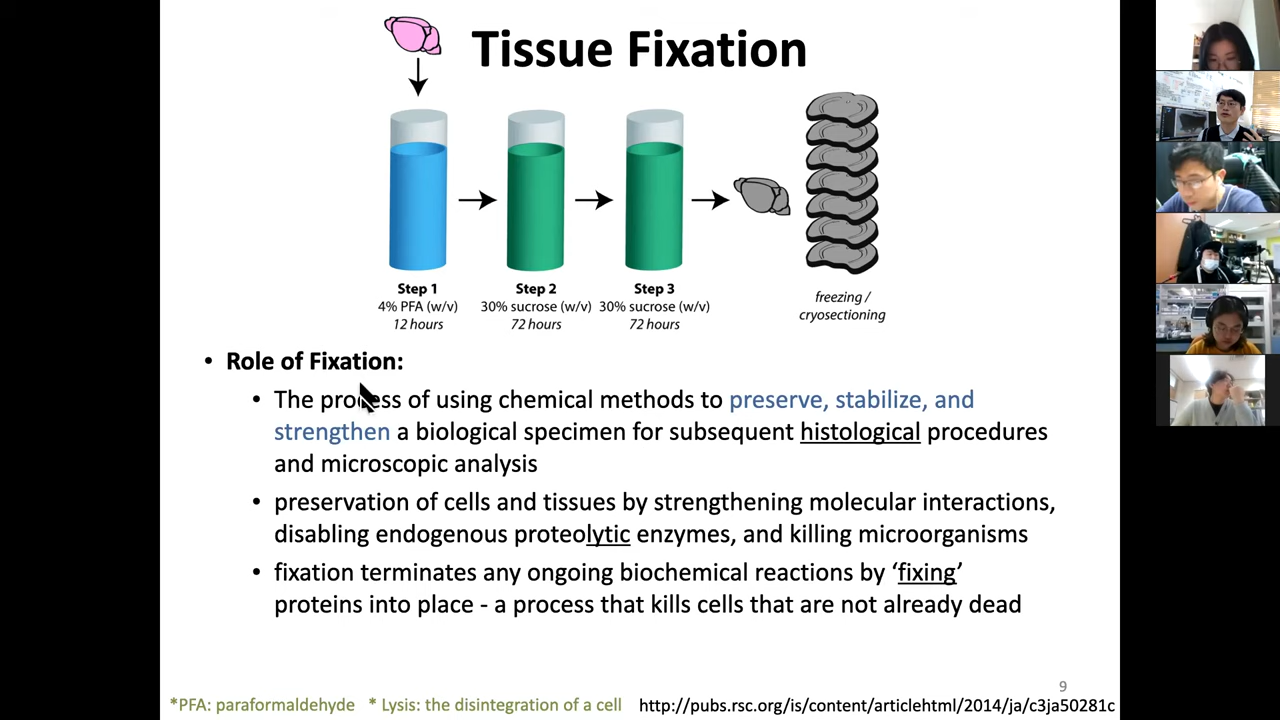 Tissue Fixation
Step 1
4% PFA (w/v)
12 hours
Step 2
30% sucrose (w/v)
72 hours
Step 3
30% sucrose (w/v)
72 hours
freezing /
cryosectioning
• Role of Fixation:
• The process of using chemical methods to preserve, stabilize, and
strengthen a biological specimen for subsequent histological procedures
and microscopic analysis
• preservation of cells and tissues by strengthening molecular interactions,
disabling endogenous proteolytic enzymes, and killing microorganisms
• fixation terminates any ongoing biochemical reactions by ‘fixing’
proteins into place - a process that kills cells that are not already dead
9
*PFA: paraformaldehyde * Lysis: the disintegration of a cell http://pubs.rsc.org/is/content/articlehtml/2014/ja/c3ja50281c